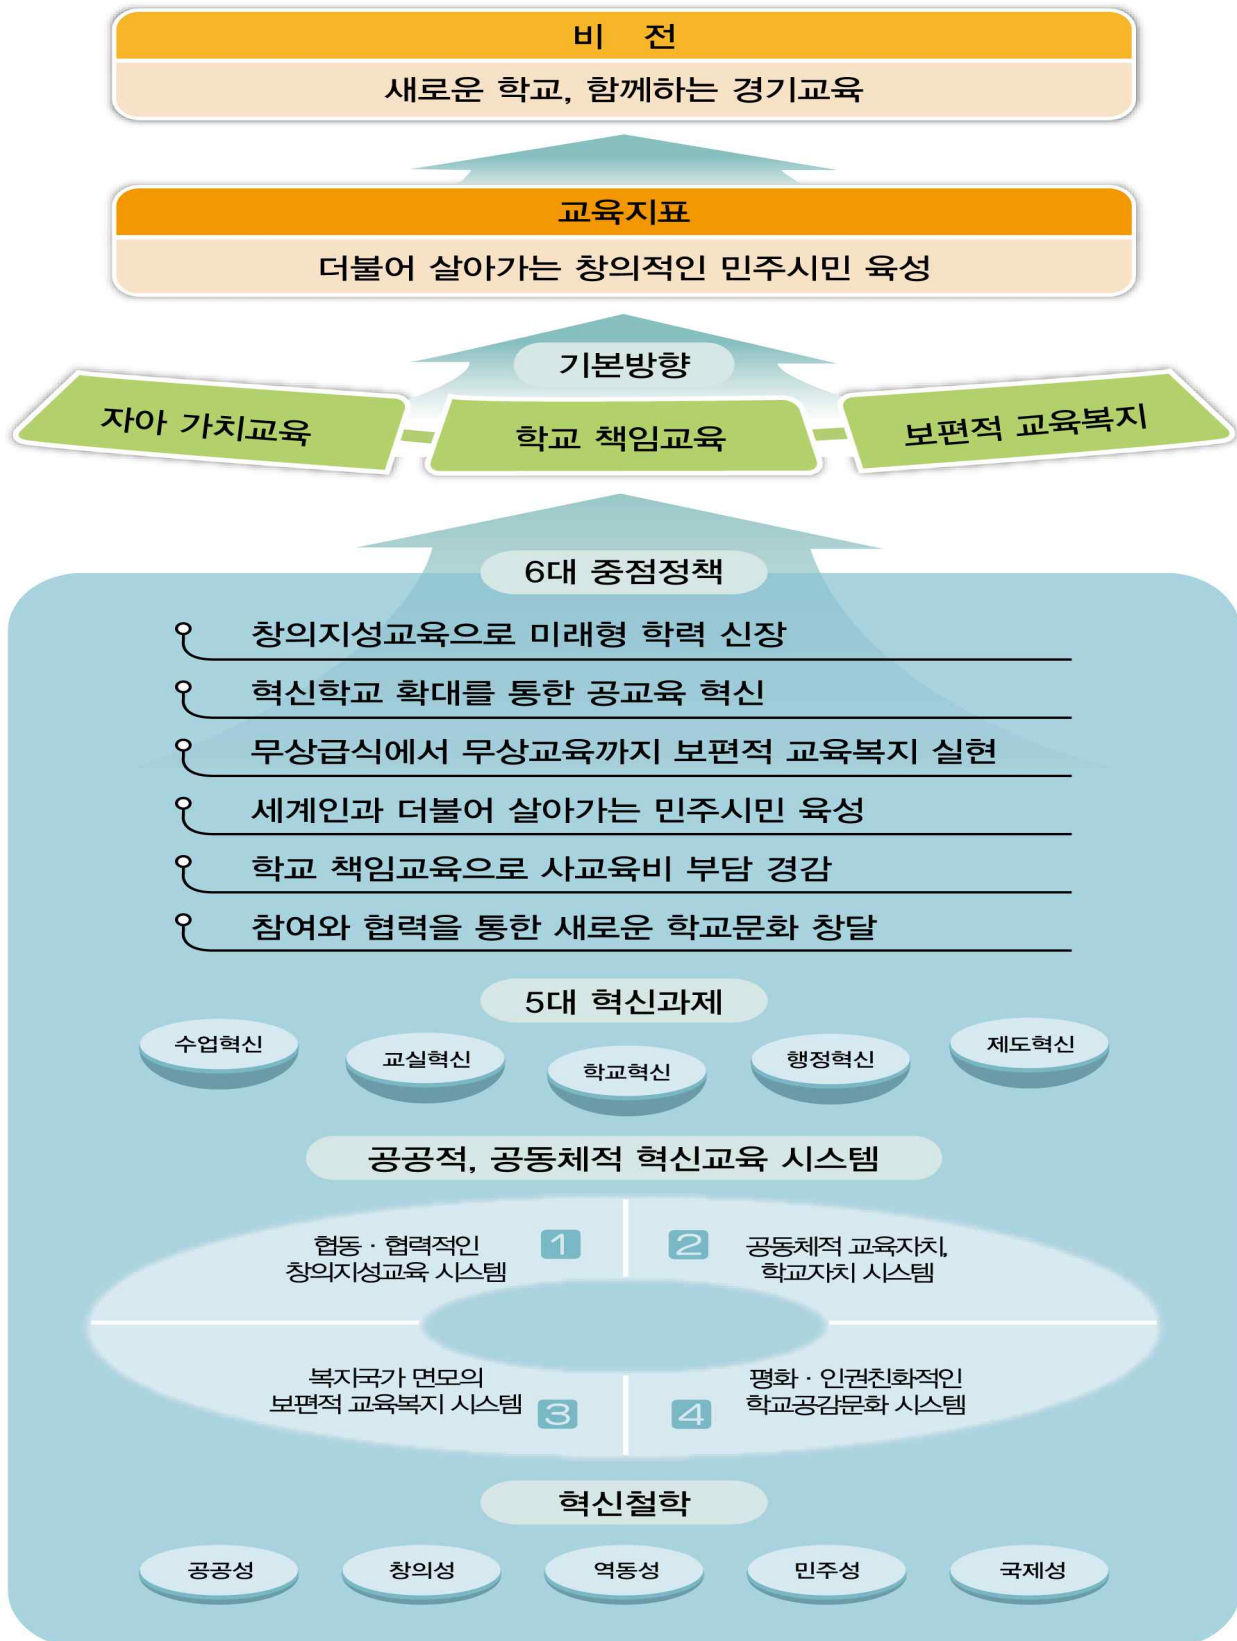 비 전
새로운 학교, 함께하는 경기교육
교육지표
더불어 살아가는 창의적인 민주시민 육성
기본방향
자아 가치교육
학교 책임교육
보편적 교육복지
6대 중점정책
창의지성교육으로 미래형 학력 신장
혁신학교 확대를 통한 공교육 혁신
무상급식에서 무상교육까지 보편적 교육복지 실현
세계인과 더불어 살아가는 민주시민 육성
학교 책임교육으로 사교육비 부담 경감
참여와 협력을 통한 새로운 학교문화 창달
5대 혁신과제
수업혁신
교실혁신
학교혁신
행정혁신
제도혁신
공공적, 공동체적 혁신교육 시스템
협동 · 협력적인
창의지성교육 시스템
1
2
공동체적 교육자치,
학교자치 시스템
복지국가 면모의
보편적 교육복지 시스템
3
4
평화 · 인권친화적인
학교공감문화 시스템
혁신철학
공공성
창의성
역동성
민주성
국제성